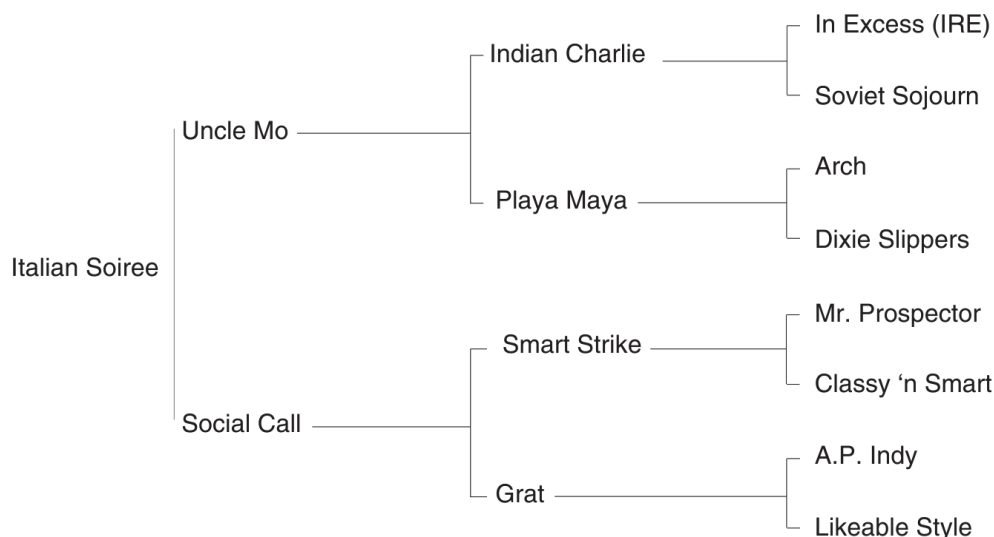 In Excess (IRE)
Indian Charlie
Soviet Sojourn
Uncle Mo
Arch
Playa Maya
Dixie Slippers
Italian Soiree
Mr. Prospector
Smart Strike
Classy ‘n Smart
Social Call
A.P. Indy
Grat
Likeable Style